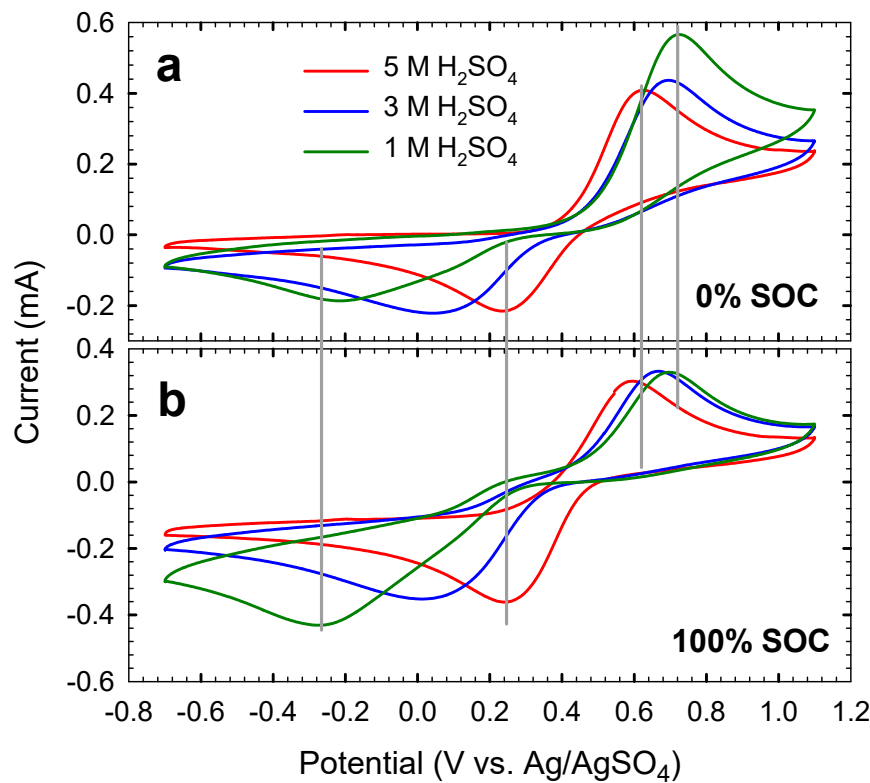 a
5 M H₂SO₄
3 M H₂SO₄
1 M H₂SO₄
0.6
0.4
0.2
0.0
-0.2
0% SOC
Current (mA)
b
0.4
0.2
0.0
-0.2
-0.4
-0.6
100% SOC
-0.8 -0.6 -0.4 -0.2 0.0 0.2 0.4 0.6 0.8 1.0 1.2
Potential (V vs. Ag/AgSO₄)